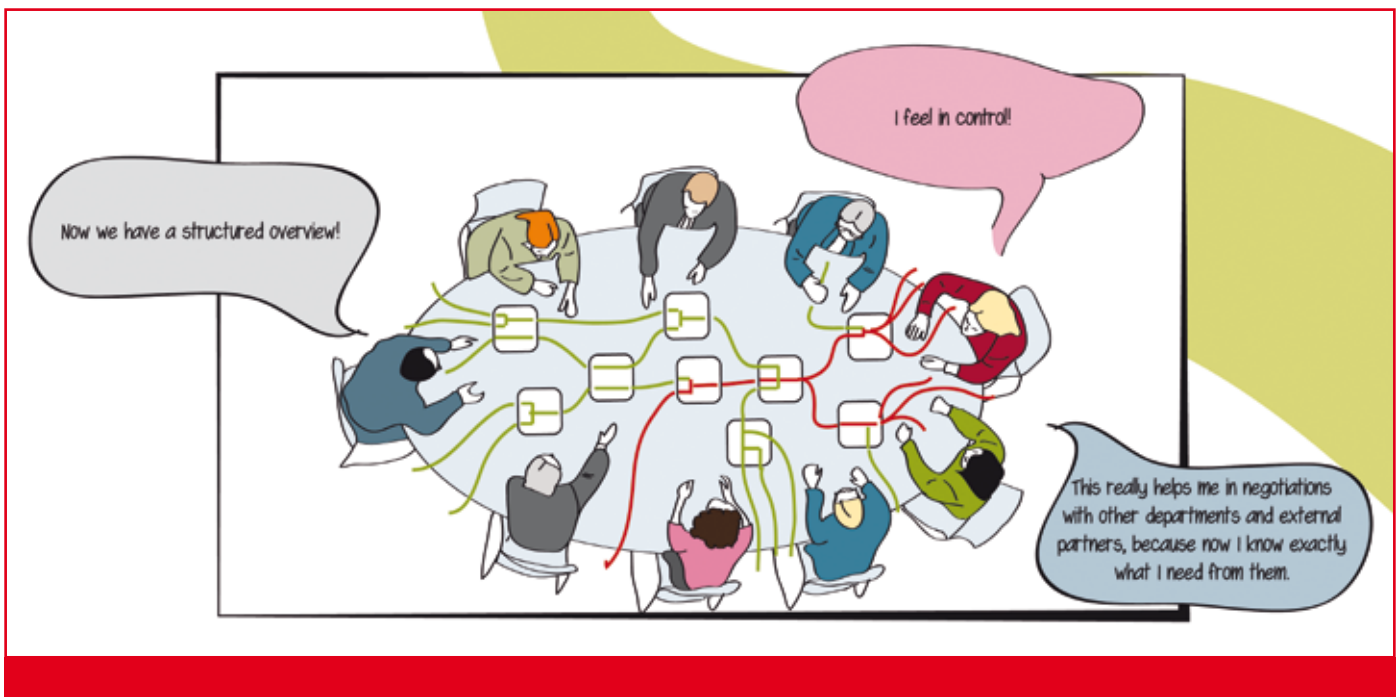 I feel in control!
Now we have a structured overview!
This really helps me in negotiations
with other departments and external
partners, because now I know exactly
what I need from them.